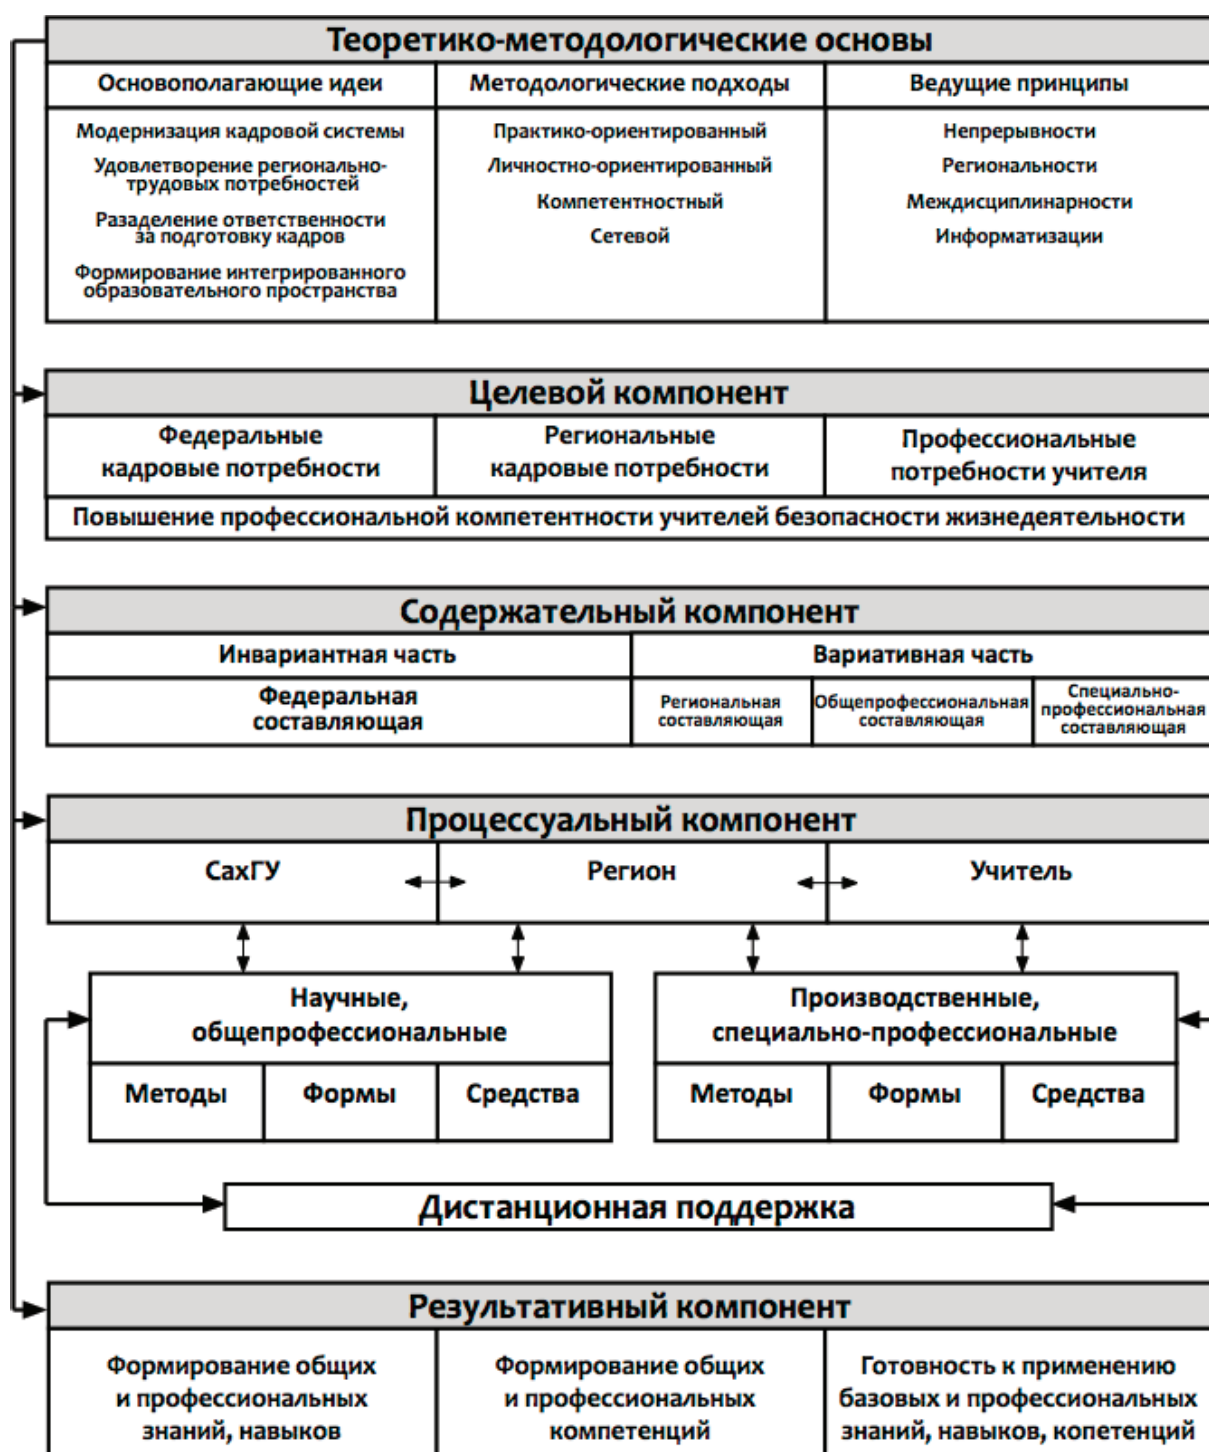 Теоретико-методологические основы
Основополагающие идеи
Методологические подходы
Ведущие принципы
Модернизация кадровой системы
Удовлетворение регионально-
трудовых потребностей
Разаделение ответственности
за подготовку кадров
Формирование интегрированного
образовательного пространства
Практико-ориентированный
Личностно-ориентированный
Компетентностный
Сетевой
Непрерывности
Региональности
Междисциплинарности
Информатизации
Целевой компонент
Федеральные
кадровые потребности
Региональные
кадровые потребности
Профессиональные
потребности учителя
Повышение профессиональной компетентности учителей безопасности жизнедеятельности
Содержательный компонент
Инвариантная часть
Вариативная часть
Федеральная
составляющая
Региональная
составляющая
Общепрофессиональная
составляющая
Специально-
профессиональная
составляющая
Процессуальный компонент
СахГУ
Регион
Учитель
Научные,
общепрофессиональные
Методы
Формы
Средства
Производственные,
специально-профессиональные
Методы
Формы
Средства
Дистанционная поддержка
Результативный компонент
Формирование общих
и профессиональных
знаний, навыков
Формирование общих
и профессиональных
компетенций
Готовность к применению
базовых и профессиональных
знаний, навыков, копетенций